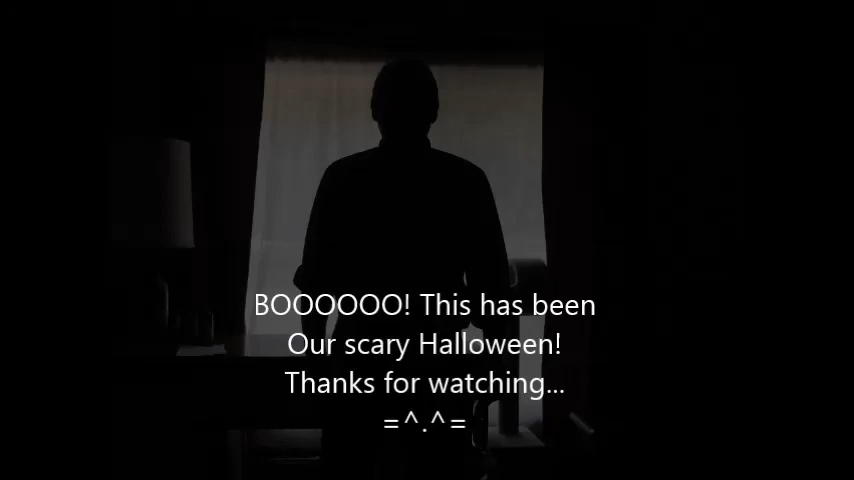 BOOOOOO! This has been
Our scary Halloween!
Thanks for watching...
=^.^=